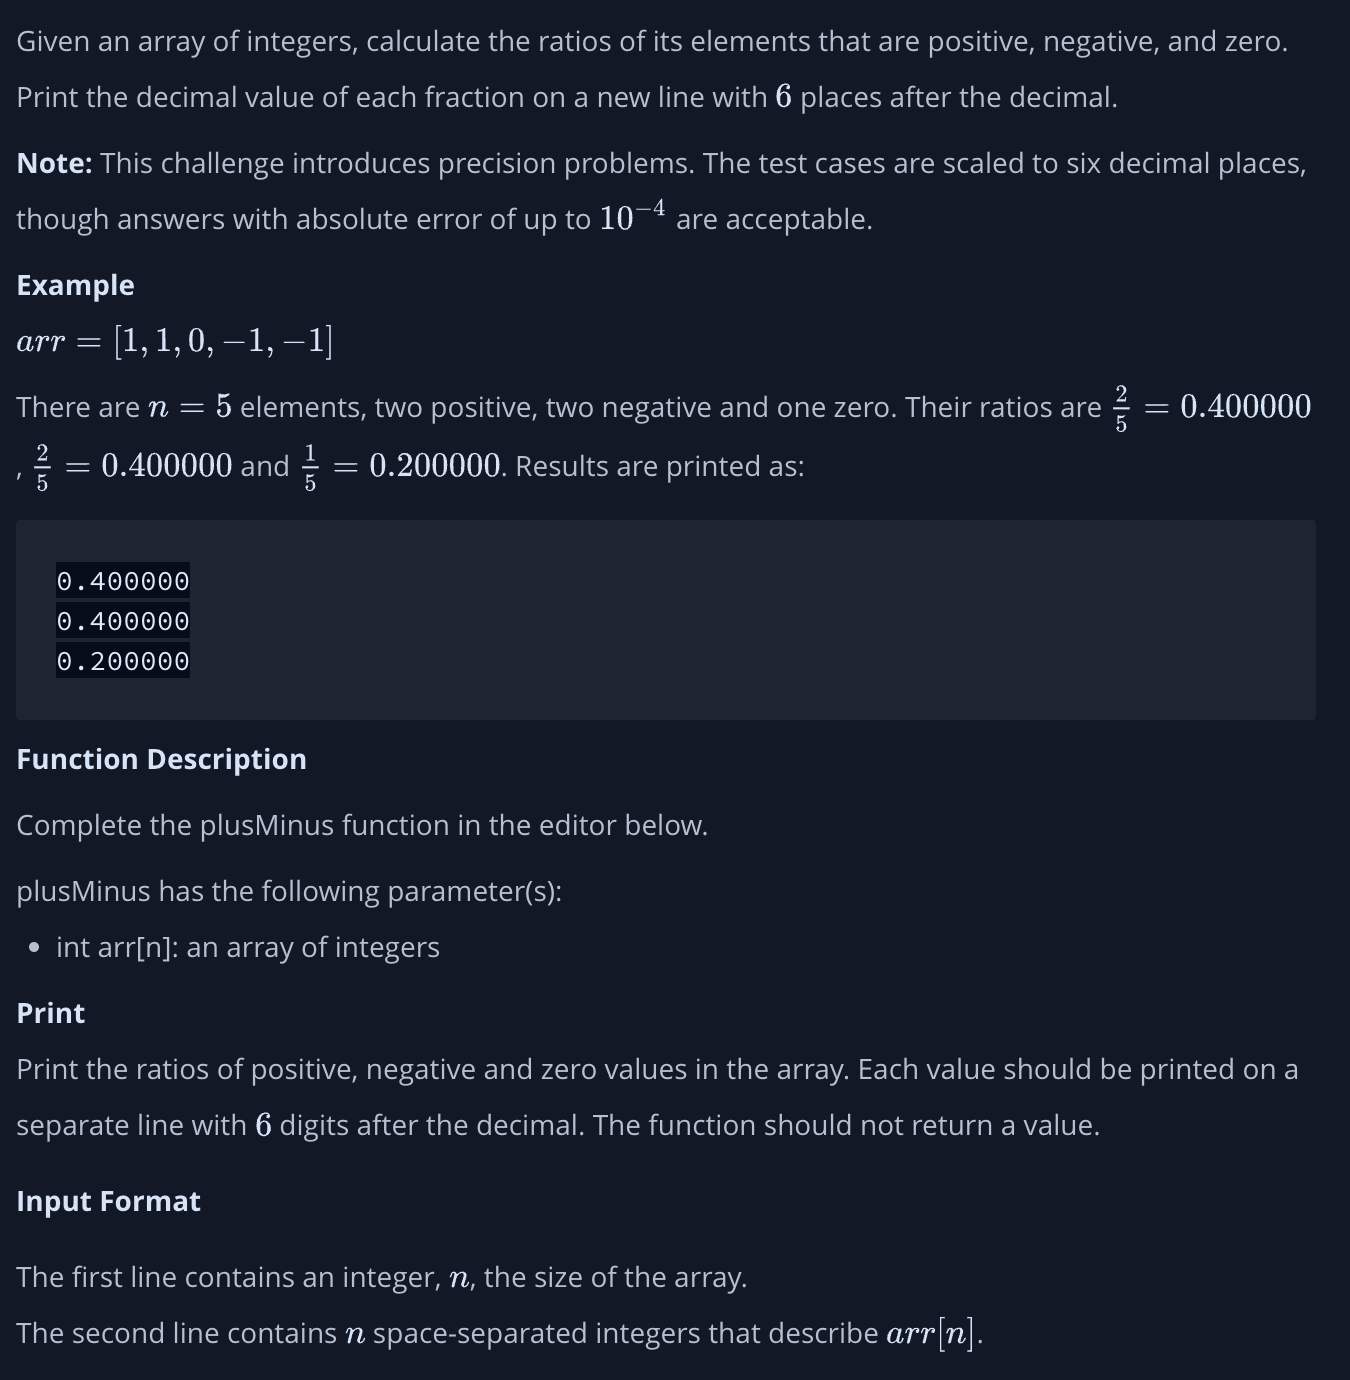 Given an array of integers, calculate the ratios of its elements that are positive, negative, and zero.
Print the decimal value of each fraction on a new line with 6 places after the decimal.
Note: This challenge introduces precision problems. The test cases are scaled to six decimal places,
though answers with absolute error of up to 10⁻⁴ are acceptable.
Example
arr = [1, 1, 0, −1, −1]
There are n = 5 elements, two positive, two negative and one zero. Their ratios are 2/5 = 0.400000
, 2/5 = 0.400000 and 1/5 = 0.200000. Results are printed as:
0.400000
0.400000
0.200000
Function Description
Complete the plusMinus function in the editor below.
plusMinus has the following parameter(s):
• int arr[n]: an array of integers
Print
Print the ratios of positive, negative and zero values in the array. Each value should be printed on a
separate line with 6 digits after the decimal. The function should not return a value.
Input Format
The first line contains an integer, n, the size of the array.
The second line contains n space-separated integers that describe arr[n].